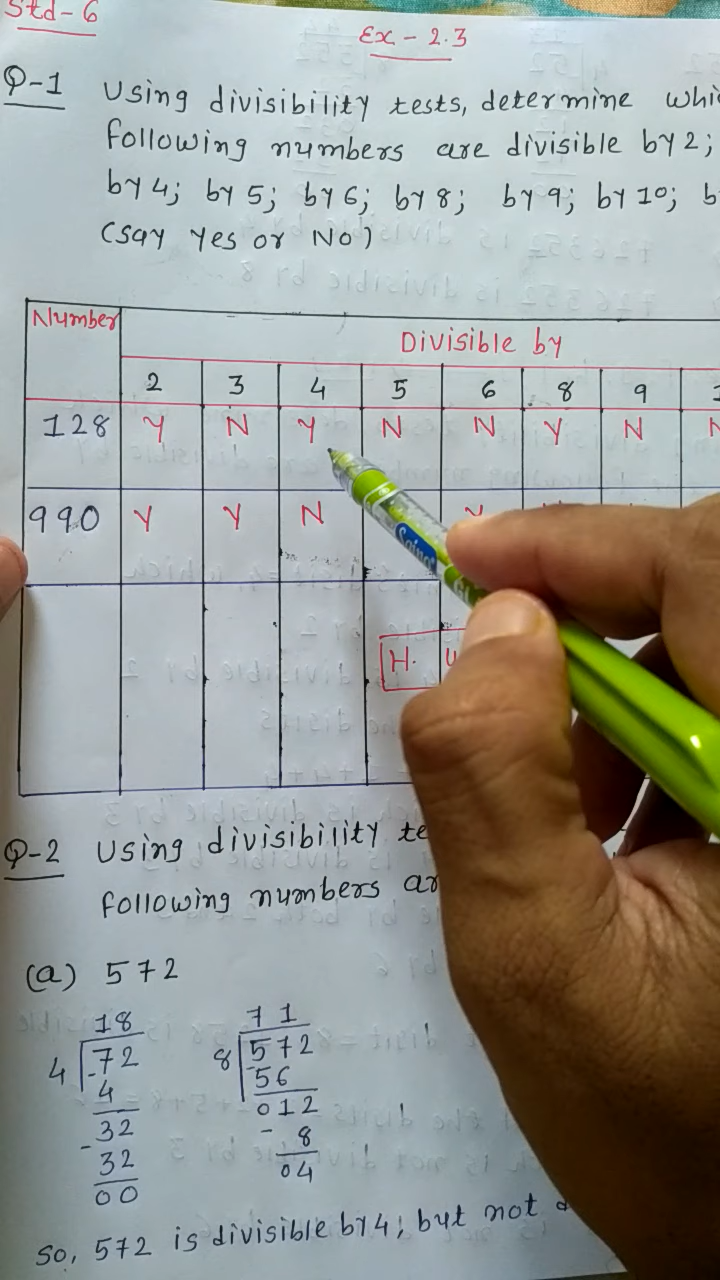 Std-6
Ex - 2.3
Q-1 Using divisibility tests, determine
following numbers are divisible by 2;
by 4; by 5; by 6; by 8; by 9; by 10;
(say Yes or No)
Number Divisible by
2 3 4 5 6 8 9
128 Y N Y N N Y N N
990 Y Y N
H.
Q-2 Using divisibility
following numbers
(a) 572
18 71
4 72 8 572
4 56
32 012
- 32 - 8
00 04
So, 572 is divisible by 4; but not